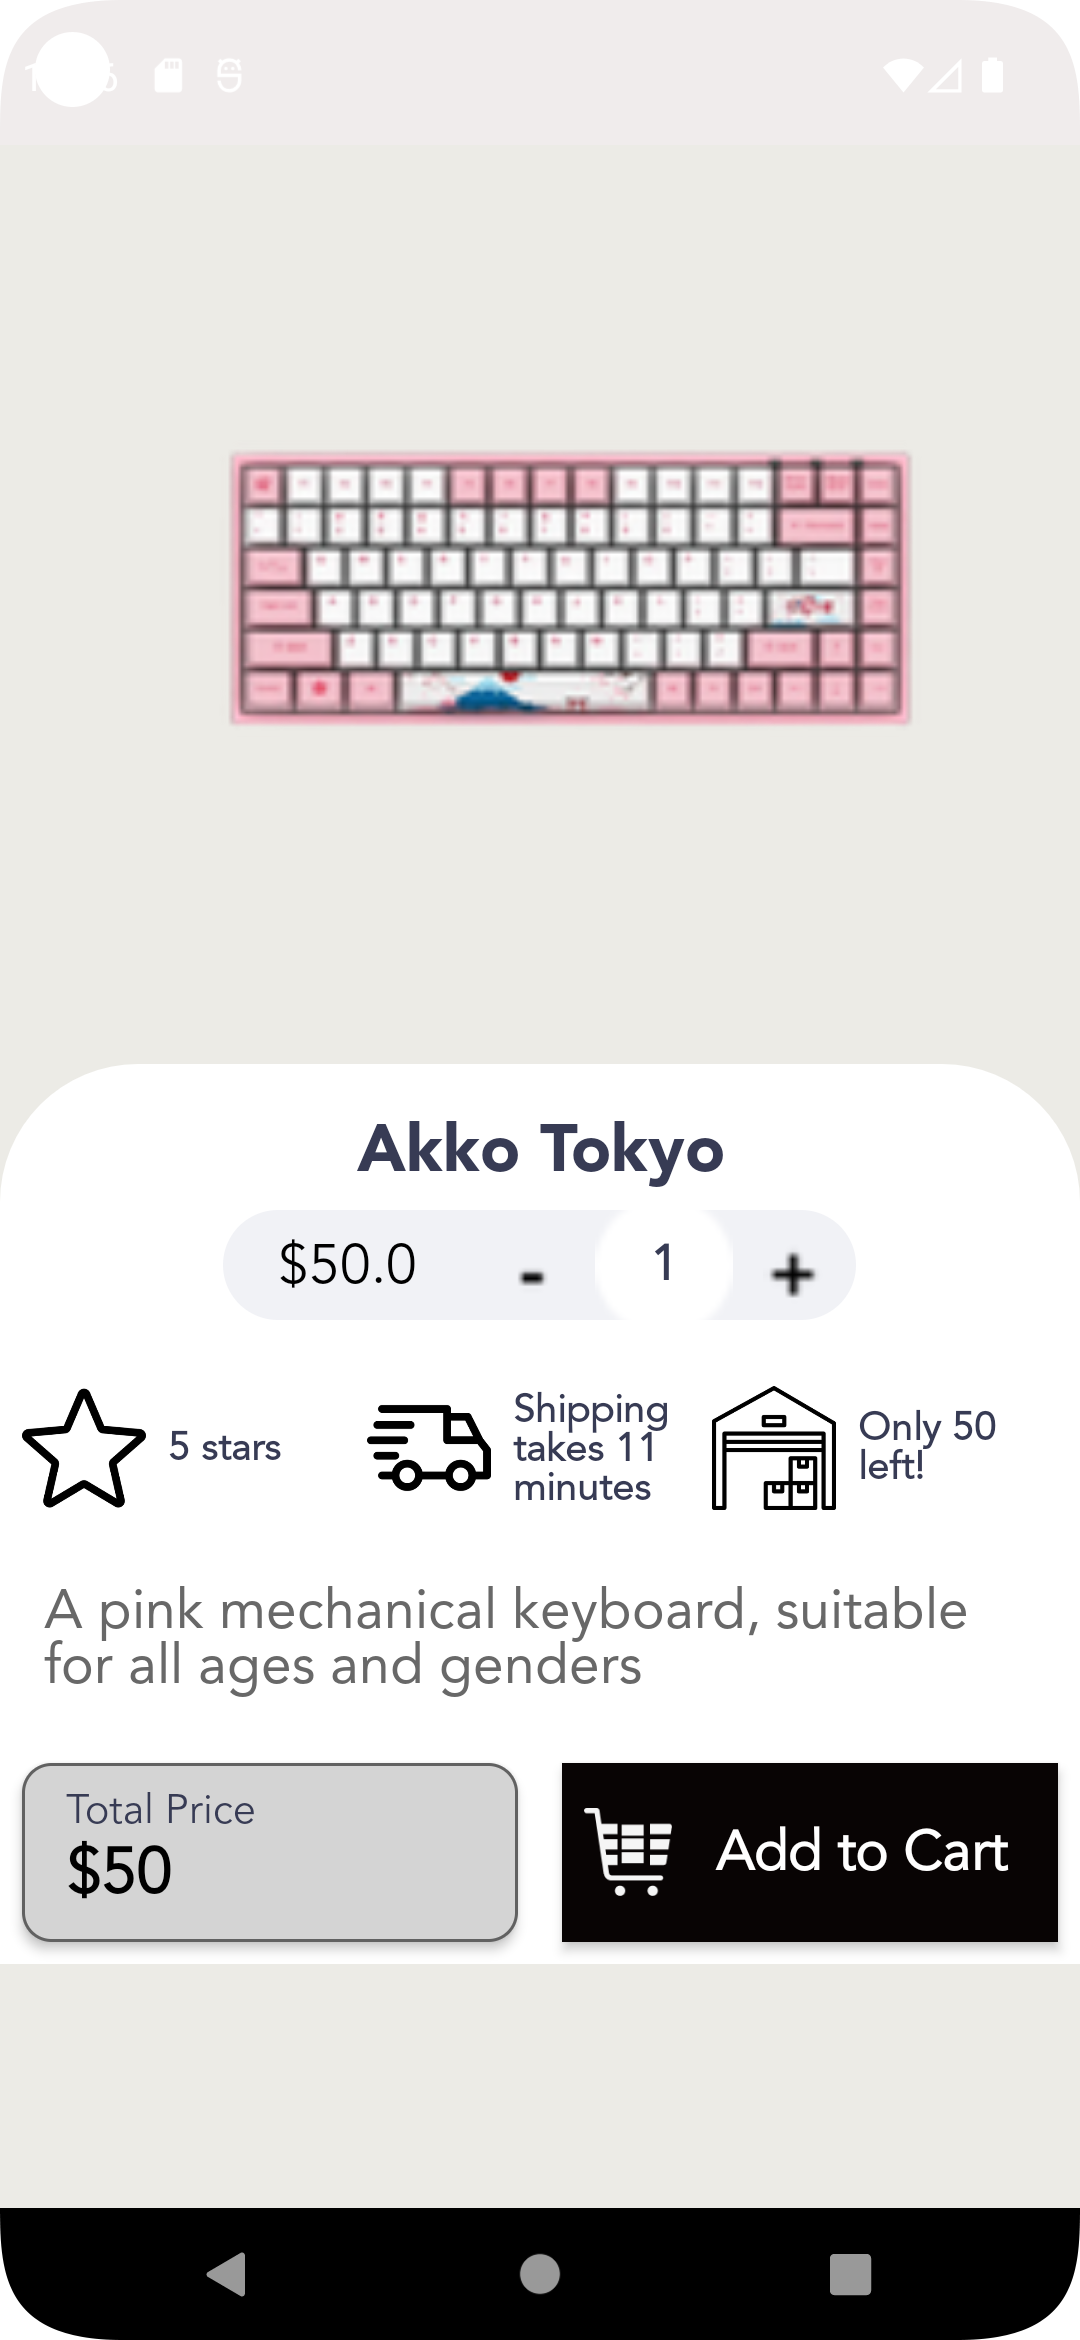 Akko Tokyo
$50.0 - 1 +
5 stars
Shipping
takes 11
minutes
Only 50
left!
A pink mechanical keyboard, suitable
for all ages and genders
Total Price
$50
Add to Cart